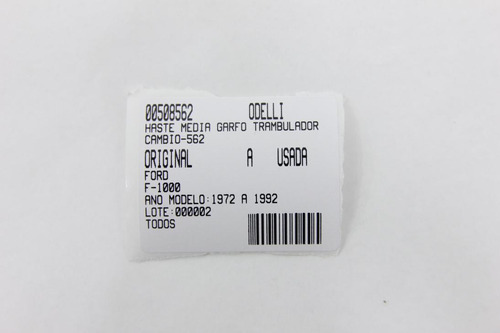 00508562 ODELLI
HASTE MEDIA GARFO TRAMBULADOR
CAMBIO-562
ORIGINAL A USADA
FORD
F-1000
ANO MODELO:1972 A 1992
LOTE:000002
TODOS